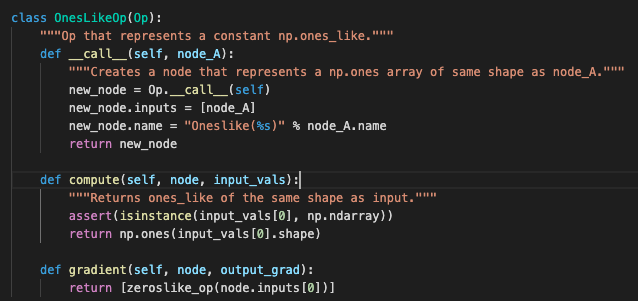 class OnesLikeOp(Op):
    """Op that represents a constant np.ones_like."""
    def __call__(self, node_A):
        """Creates a node that represents a np.ones array of same shape as node_A."""
        new_node = Op.__call__(self)
        new_node.inputs = [node_A]
        new_node.name = "Oneslike(%s)" % node_A.name
        return new_node

    def compute(self, node, input_vals):
        """Returns ones_like of the same shape as input."""
        assert(isinstance(input_vals[0], np.ndarray))
        return np.ones(input_vals[0].shape)

    def gradient(self, node, output_grad):
        return [zeroslike_op(node.inputs[0])]